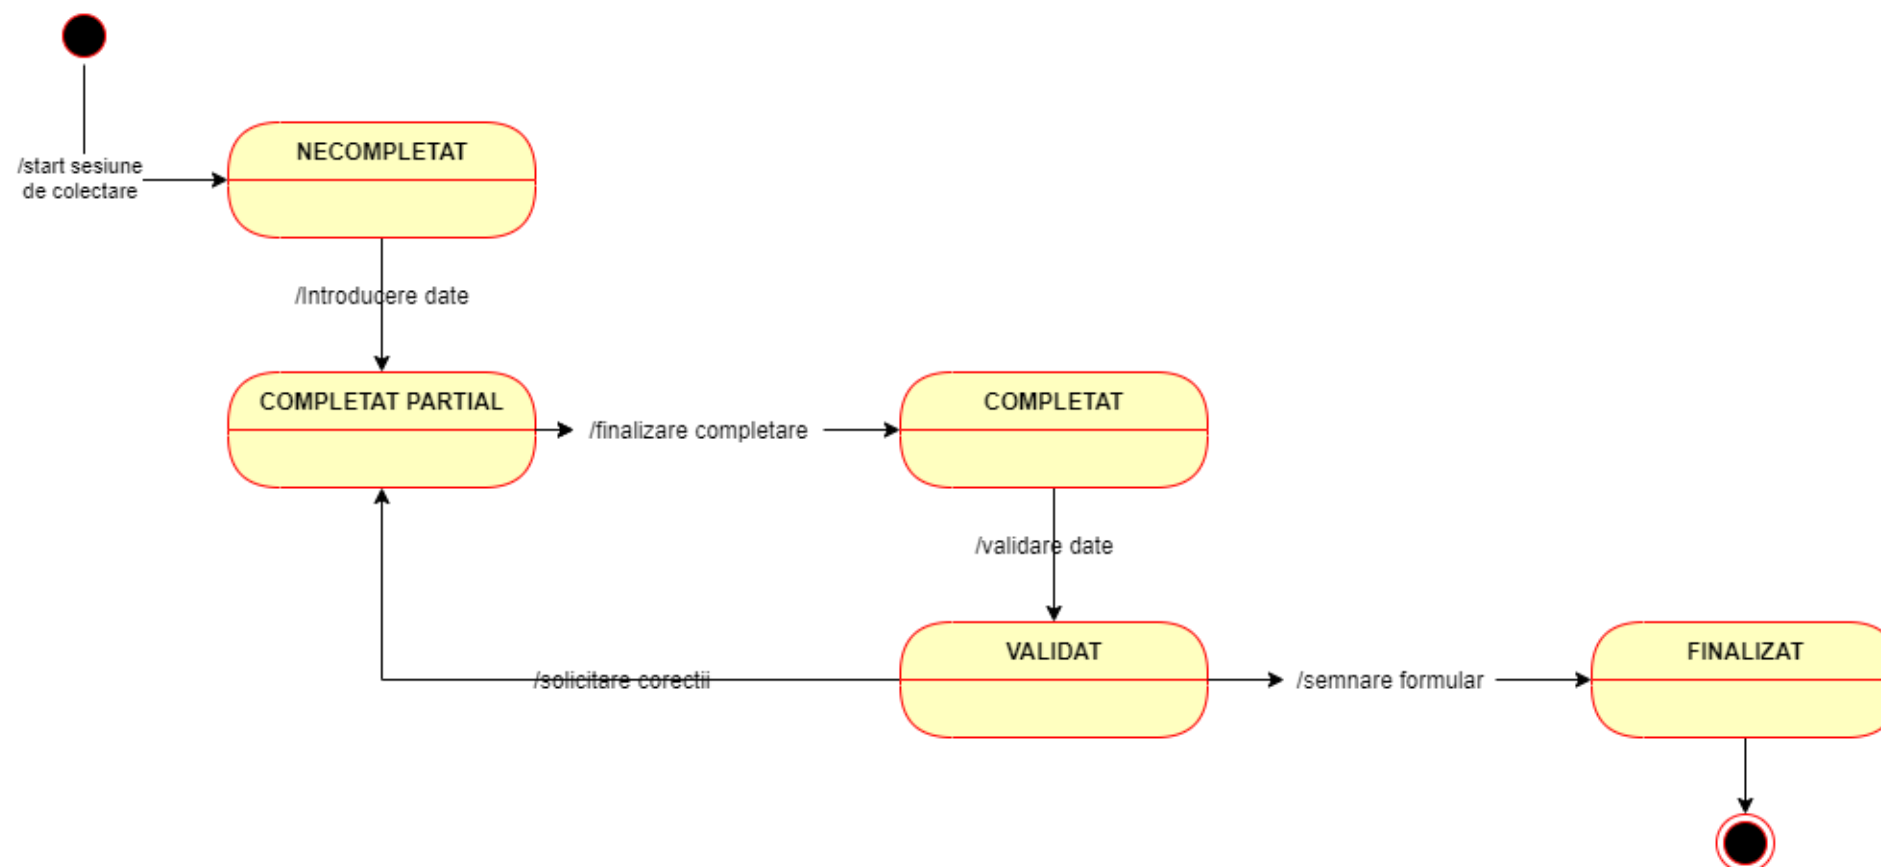 /start sesiune
de colectare
NECOMPLETAT
/Introducere date
COMPLETAT PARTIAL
/finalizare completare
COMPLETAT
/validare date
VALIDAT
/solicitare corectii
/semnare formular
FINALIZAT